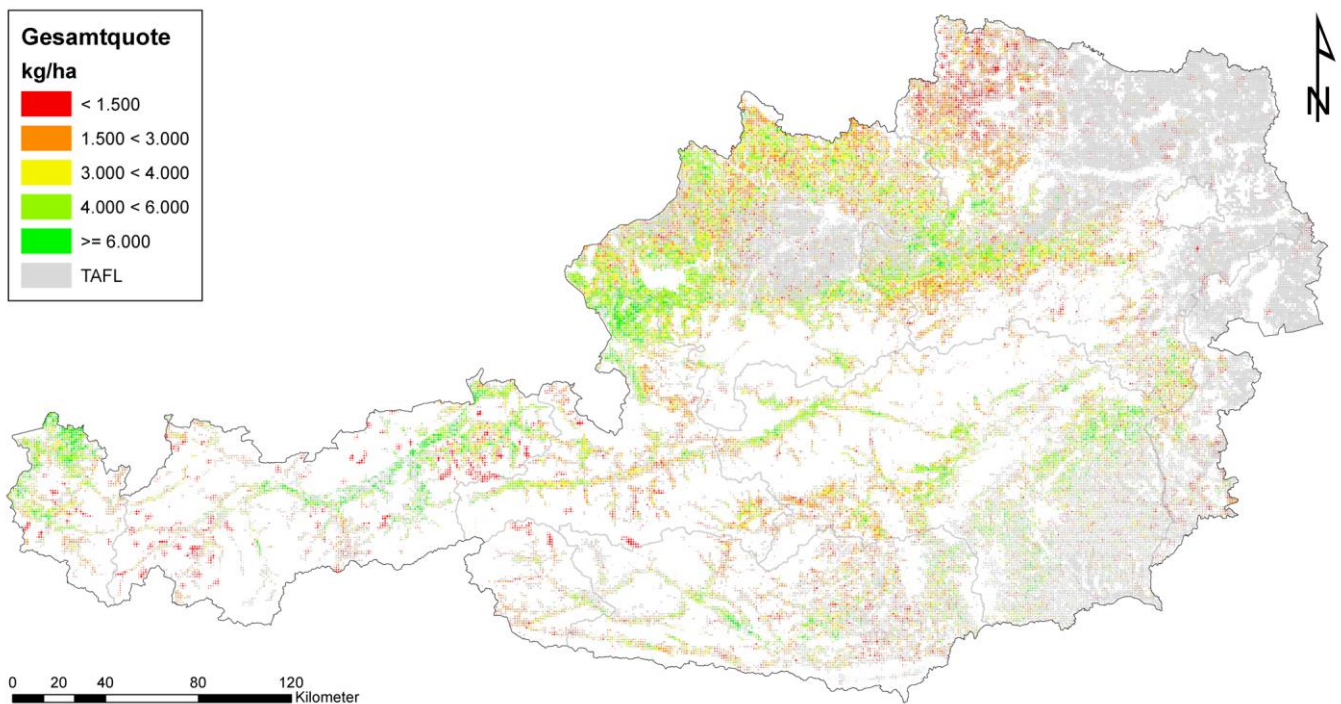 Gesamtquote
kg/ha
< 1.500
1.500 < 3.000
3.000 < 4.000
4.000 < 6.000
>= 6.000
TAFL
N
0 20 40 80 120
Kilometer